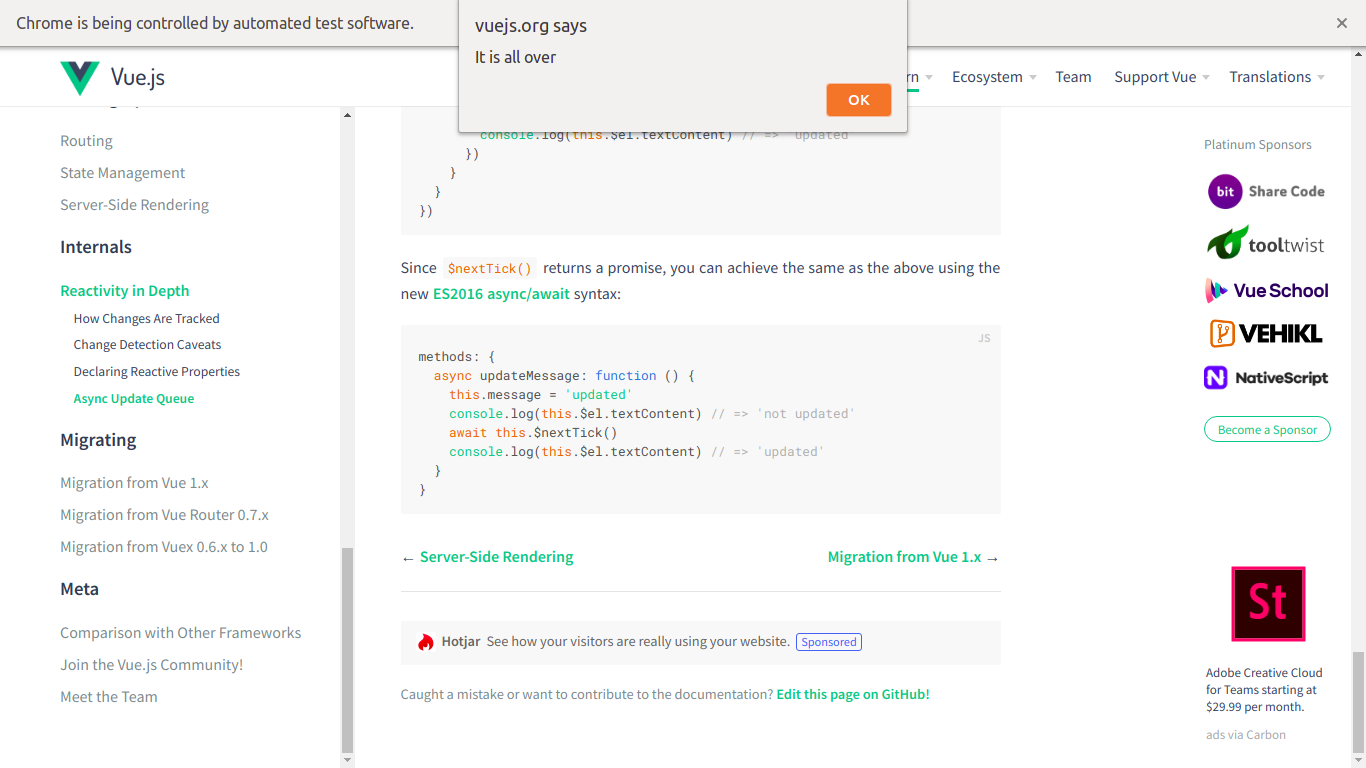 Chrome is being controlled by automated test software.
vuejs.org says
It is all over
OK
Vue.js
rn
Ecosystem
Team
Support Vue
Translations
Routing
State Management
Server-Side Rendering
Internals
Reactivity in Depth
How Changes Are Tracked
Change Detection Caveats
Declaring Reactive Properties
Async Update Queue
Migrating
Migration from Vue 1.x
Migration from Vue Router 0.7.x
Migration from Vuex 0.6.x to 1.0
Meta
Comparison with Other Frameworks
Join the Vue.js Community!
Meet the Team
console.log(this.$el.textContent) // => 'updated'
})
}
}
})
Since $nextTick() returns a promise, you can achieve the same as the above using the
new ES2016 async/await syntax:
JS
methods: {
async updateMessage: function () {
this.message = 'updated'
console.log(this.$el.textContent) // => 'not updated'
await this.$nextTick()
console.log(this.$el.textContent) // => 'updated'
}
}
← Server-Side Rendering
Migration from Vue 1.x →
Hotjar See how your visitors are really using your website. Sponsored
Caught a mistake or want to contribute to the documentation? Edit this page on GitHub!
Platinum Sponsors
bit Share Code
tooltwist
Vue School
VEHIKL
NativeScript
Become a Sponsor
St
Adobe Creative Cloud
for Teams starting at
$29.99 per month.
ads via Carbon